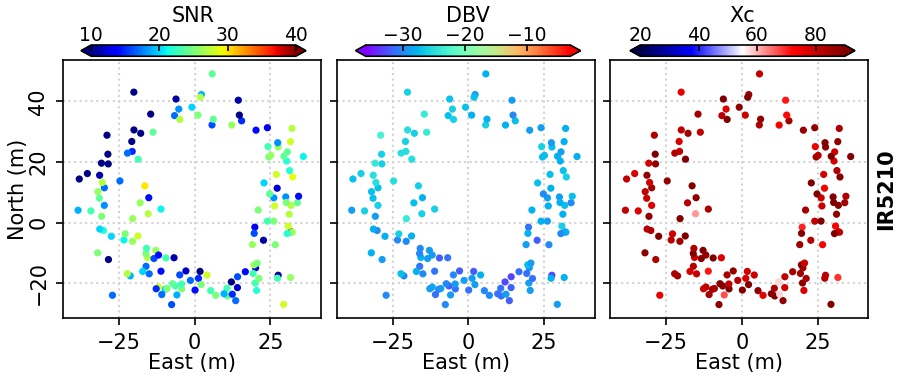 SNR DBV Xc
10 20 30 40 −30 −20 −10 20 40 60 80
North (m)
40
20
0
−20
−25 0 25 −25 0 25 −25 0 25
East (m) East (m) East (m)
IR5210